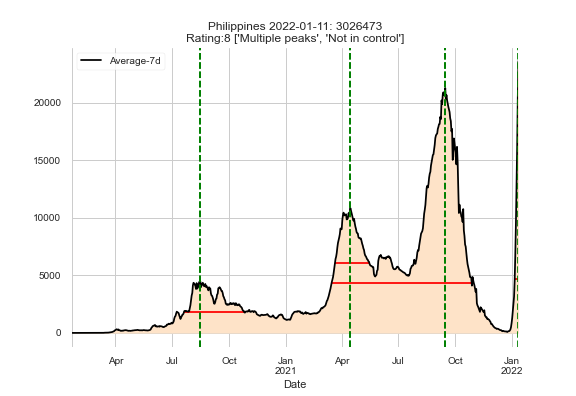 Philippines 2022-01-11: 3026473
Rating:8 ['Multiple peaks', 'Not in control']
Average-7d
20000
15000
10000
5000
0
Apr
Jul
Oct
Jan
2021
Apr
Jul
Oct
Jan
2022
Date